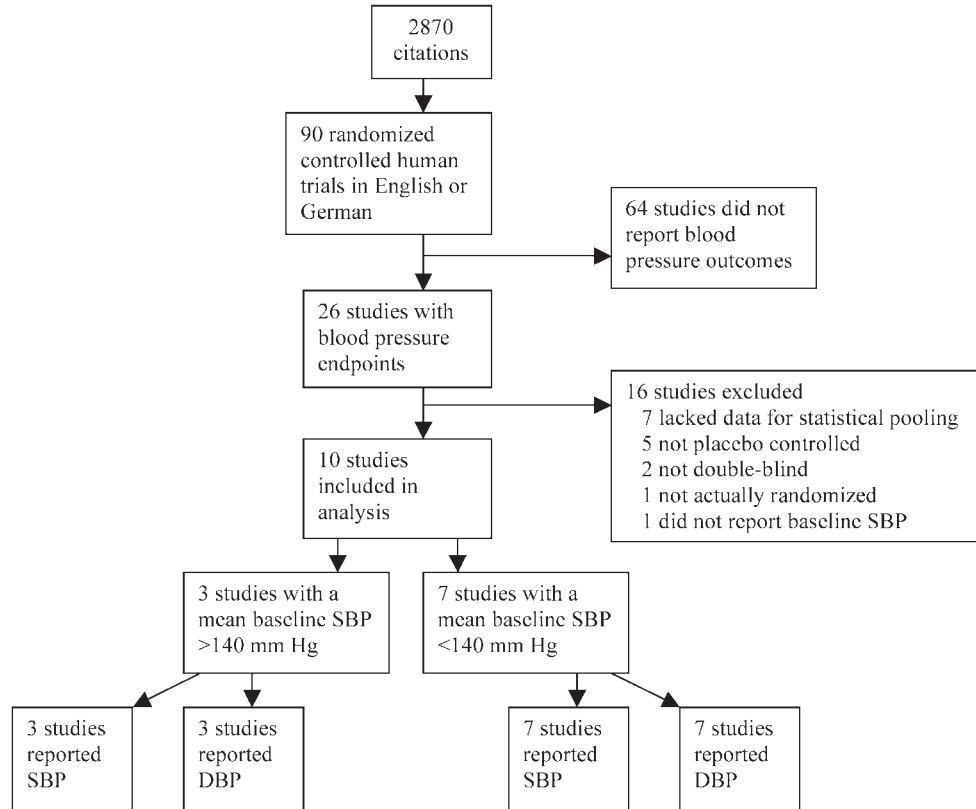 2870
citations
90 randomized
controlled human
trials in English or
German
64 studies did not
report blood
pressure outcomes
26 studies with
blood pressure
endpoints
16 studies excluded
7 lacked data for statistical pooling
5 not placebo controlled
2 not double-blind
1 not actually randomized
1 did not report baseline SBP
10 studies
included in
analysis
3 studies with a
mean baseline SBP
>140 mm Hg
7 studies with a
mean baseline SBP
<140 mm Hg
3 studies
reported
SBP
3 studies
reported
DBP
7 studies
reported
SBP
7 studies
reported
DBP